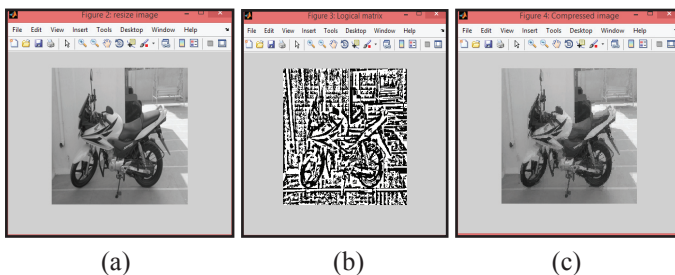 Figure 2: resize image
File Edit View Insert Tools Desktop Window Help
Figure 3: Logical matrix
File Edit View Insert Tools Desktop Window Help
Figure 4: Compressed image
File Edit View Insert Tools Desktop Window Help
(a)
(b)
(c)